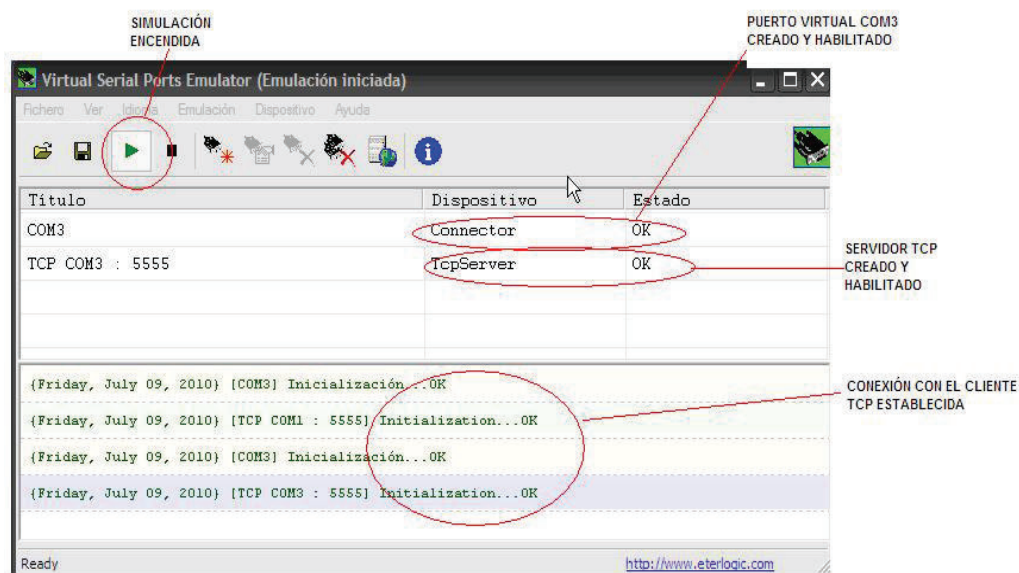 SIMULACIÓN
ENCENDIDA
PUERTO VIRTUAL COM3
CREADO Y HABILITADO
Virtual Serial Ports Emulator (Emulación iniciada)
Fichero Ver Idioma Emulación Dispositivo Ayuda
Título Dispositivo Estado
COM3 Connector OK
TCP COM3 : 5555 TcpServer OK
SERVIDOR TCP
CREADO Y
HABILITADO
{Friday, July 09, 2010} [COM3] Inicialización...OK
{Friday, July 09, 2010} [TCP COM1 : 5555] Initialization...OK
{Friday, July 09, 2010} [COM3] Inicialización...OK
{Friday, July 09, 2010} [TCP COM3 : 5555] Initialization...OK
CONEXIÓN CON EL CLIENTE
TCP ESTABLECIDA
Ready http://www.eterlogic.com